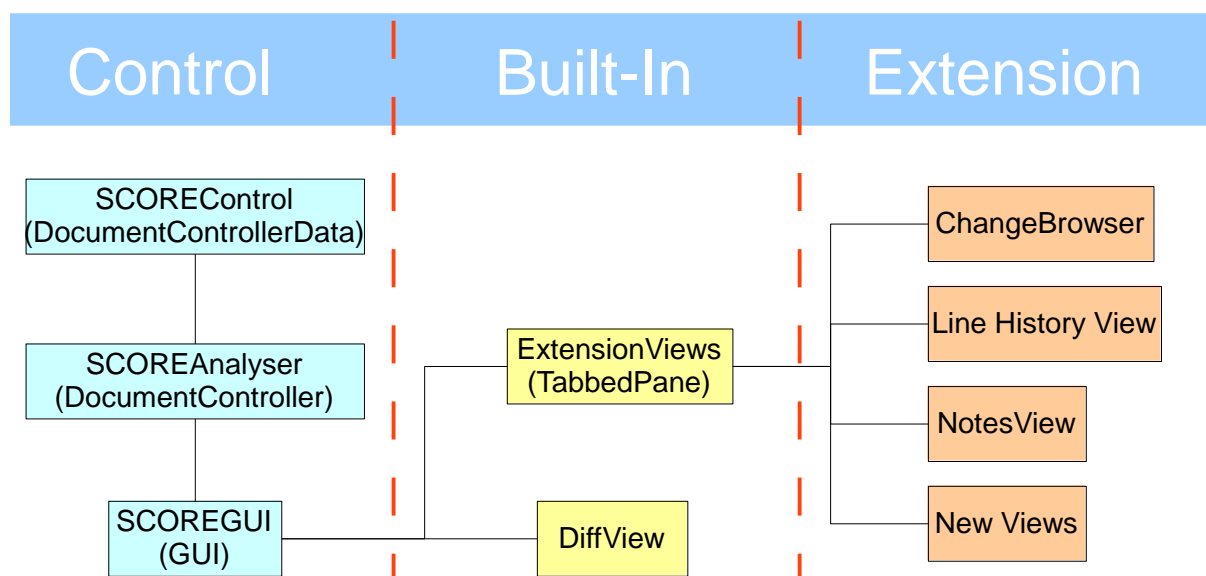 Control
Built-In
Extension
SCOREControl
(DocumentControllerData)
SCOREAnalyser
(DocumentController)
SCOREGUI
(GUI)
ExtensionViews
(TabbedPane)
DiffView
ChangeBrowser
Line History View
NotesView
New Views